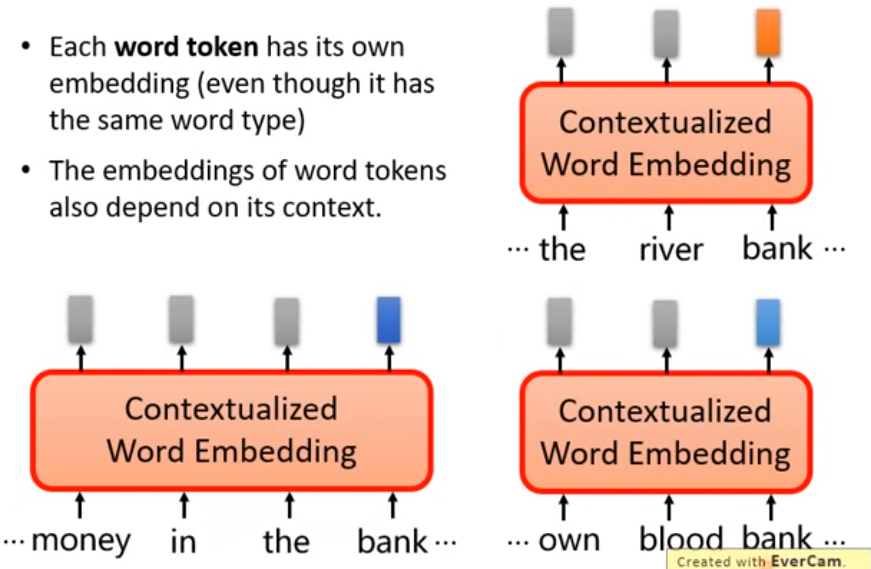 • Each word token has its own
embedding (even though it has
the same word type)
• The embeddings of word tokens
also depend on its context.
Contextualized
Word Embedding
··· the river bank ···
Contextualized
Word Embedding
··· money in the bank ···
Contextualized
Word Embedding
··· own blood bank ···
Created with EverCam.